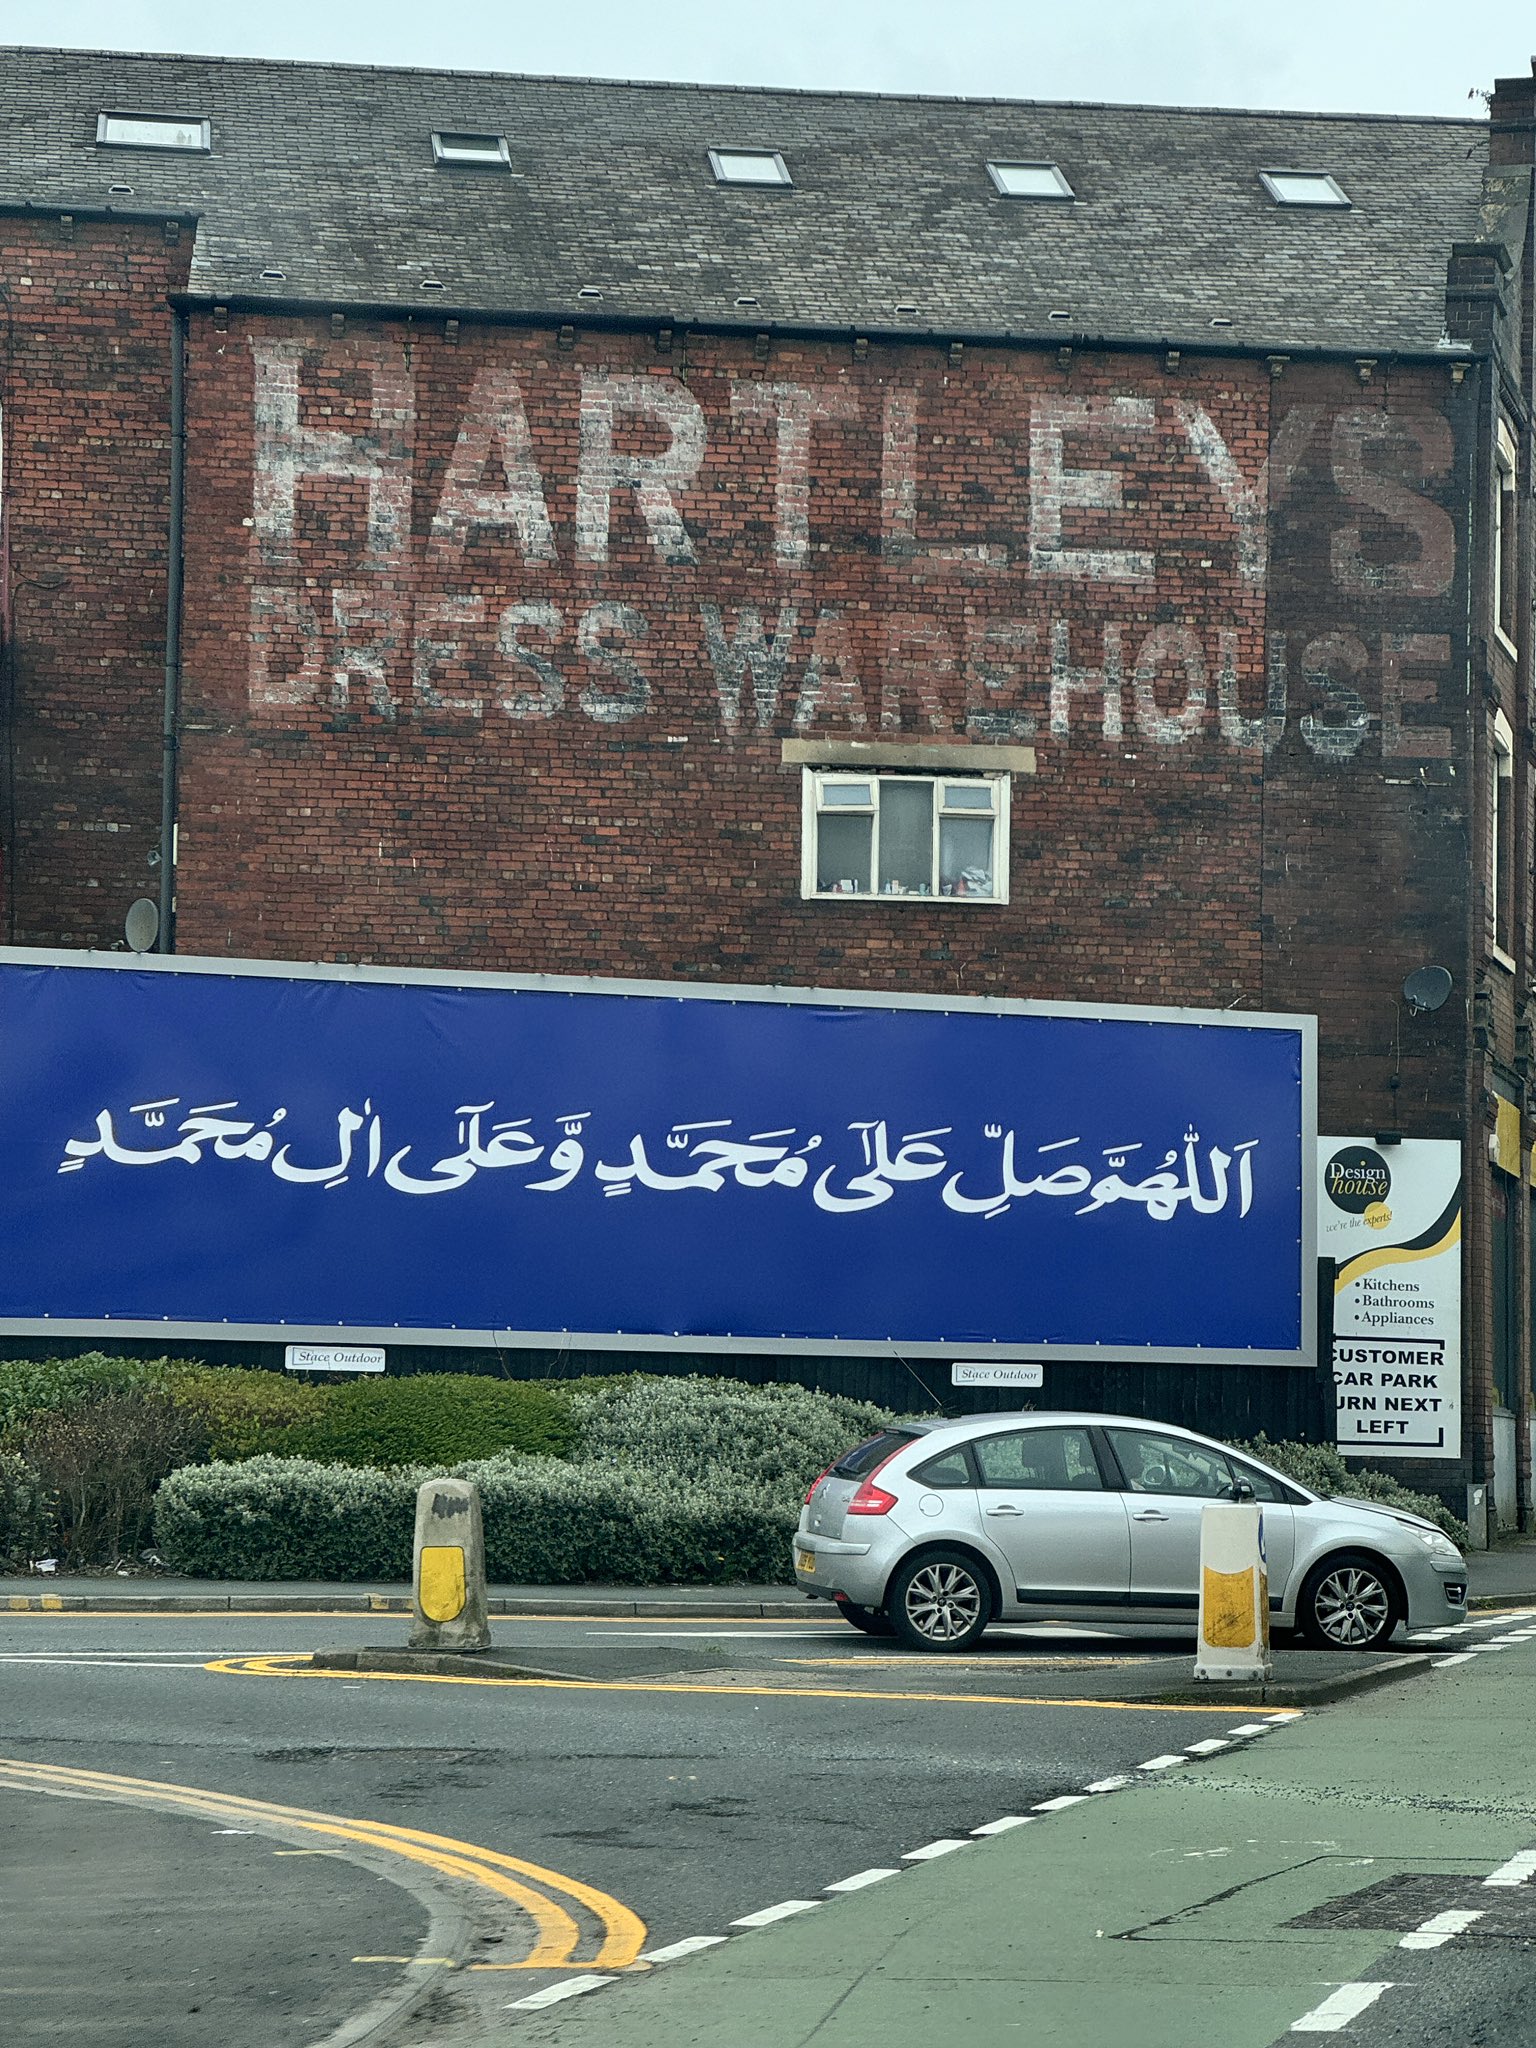 HARTLEYS
DRESS WAREHOUSE
اَللّٰهُمَّ صَلِّ عَلٰٓى مُحَمَّدٍ وَّعَلٰٓى اٰلِ مُحَمَّدٍ
Design
house
we're the experts!
• Kitchens
• Bathrooms
• Appliances
CUSTOMER
CAR PARK
URN NEXT
LEFT
Stace Outdoor
Stace Outdoor